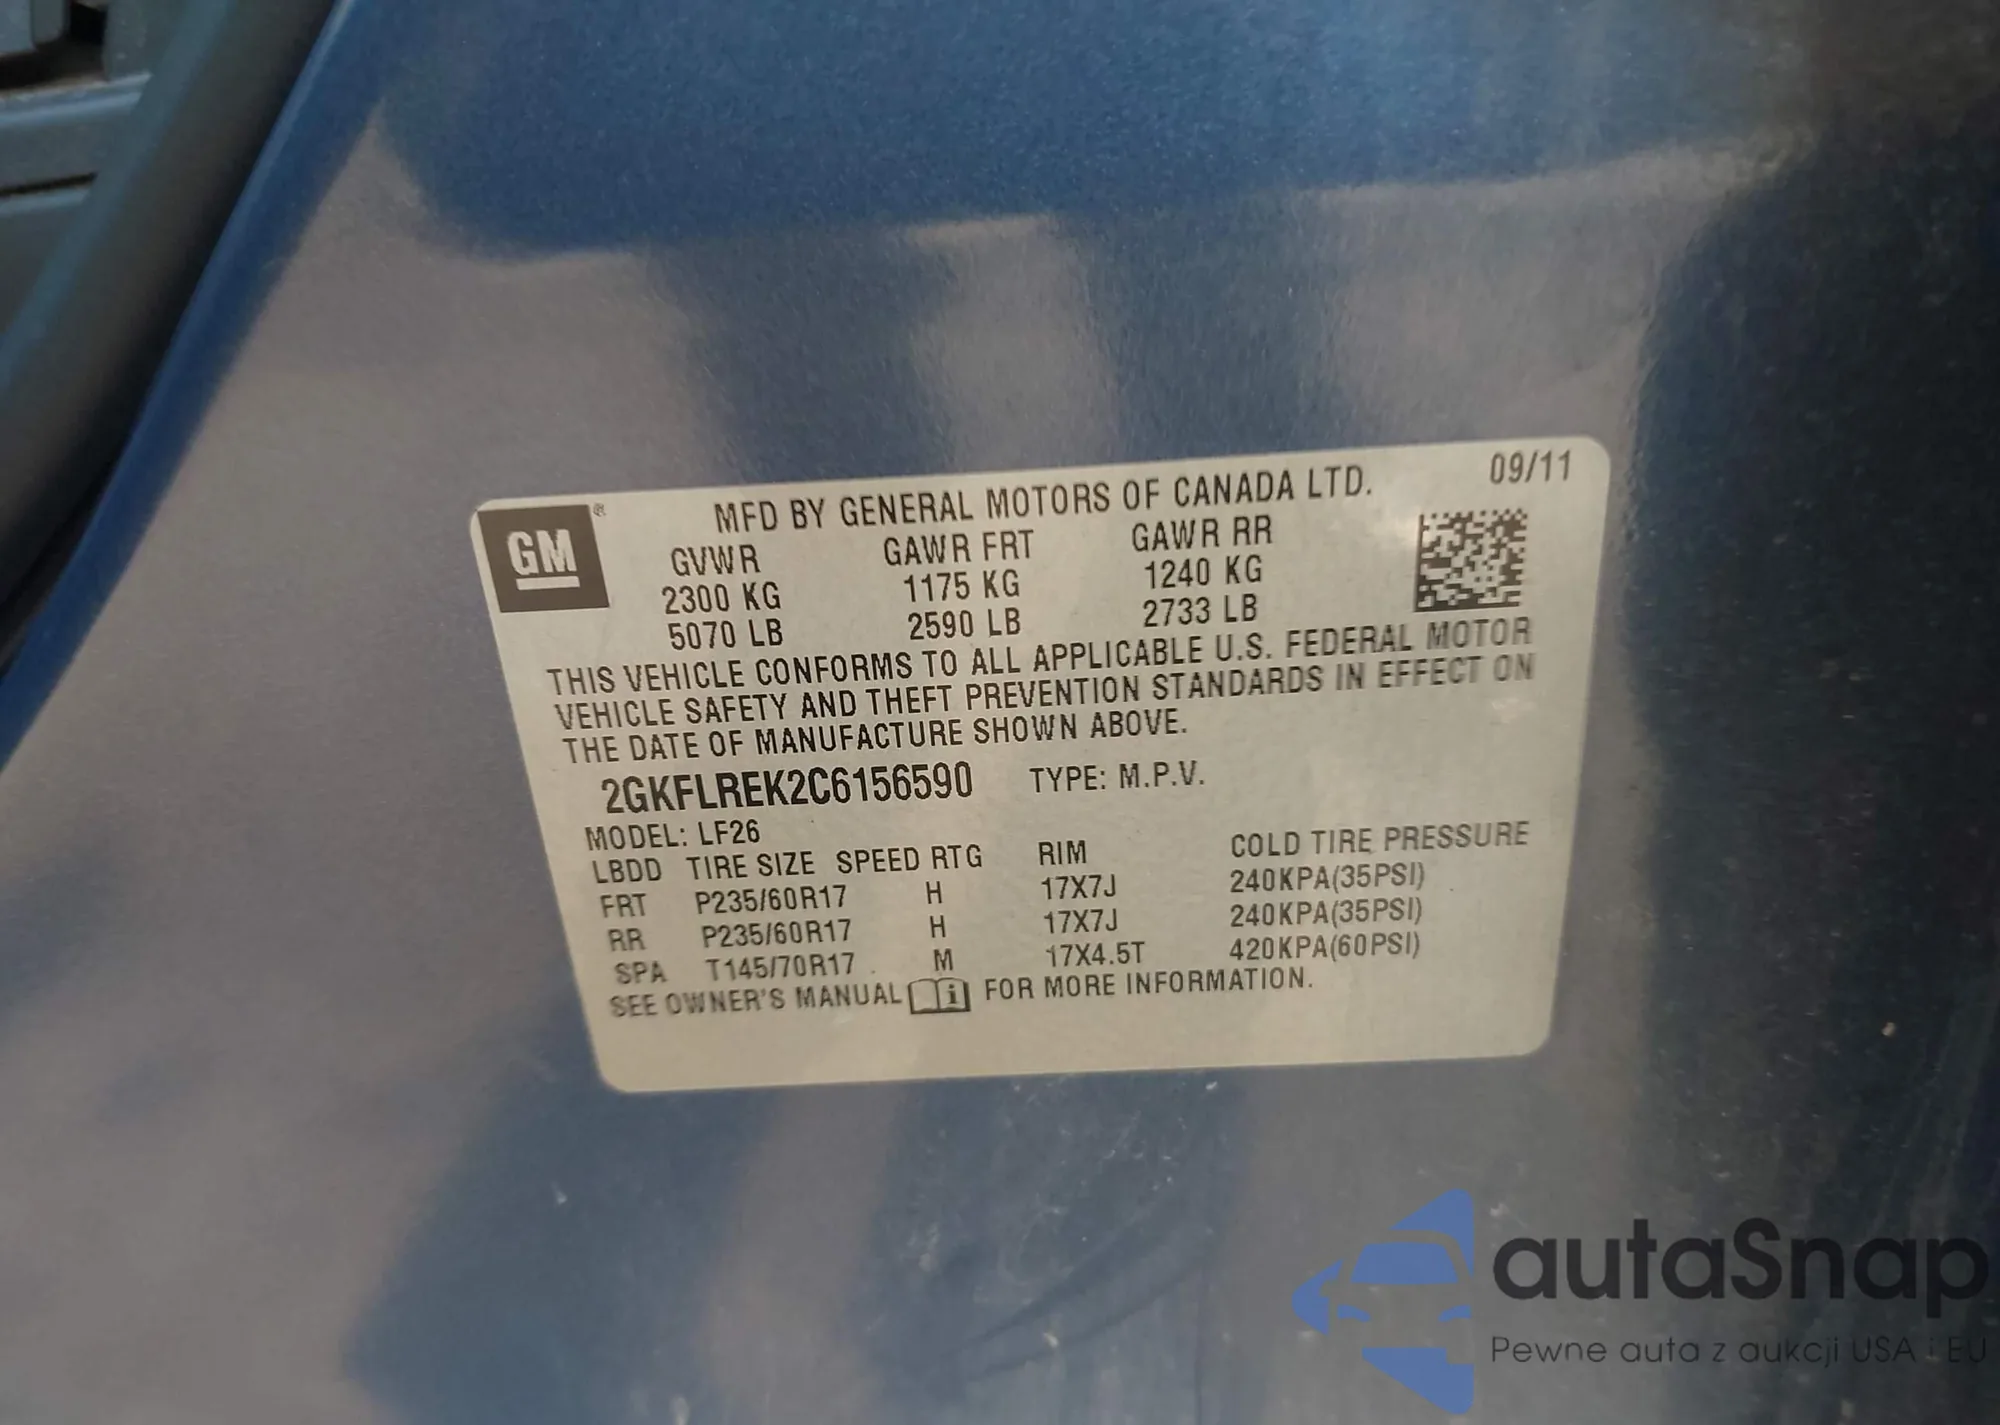 MFD BY GENERAL MOTORS OF CANADA LTD. 09/11
GM ®
GVWR GAWR FRT GAWR RR
2300 KG 1175 KG 1240 KG
5070 LB 2590 LB 2733 LB
THIS VEHICLE CONFORMS TO ALL APPLICABLE U.S. FEDERAL MOTOR
VEHICLE SAFETY AND THEFT PREVENTION STANDARDS IN EFFECT ON
THE DATE OF MANUFACTURE SHOWN ABOVE.
2GKFLREK2C6156590 TYPE: M.P.V.
MODEL: LF26
LBDD TIRE SIZE SPEED RTG RIM COLD TIRE PRESSURE
FRT P235/60R17 H 17X7J 240KPA(35PSI)
RR P235/60R17 H 17X7J 240KPA(35PSI)
SPA T145/70R17 M 17X4.5T 420KPA(60PSI)
SEE OWNER'S MANUAL i FOR MORE INFORMATION.
autaSnap
Pewne auta z aukcji USA i EU